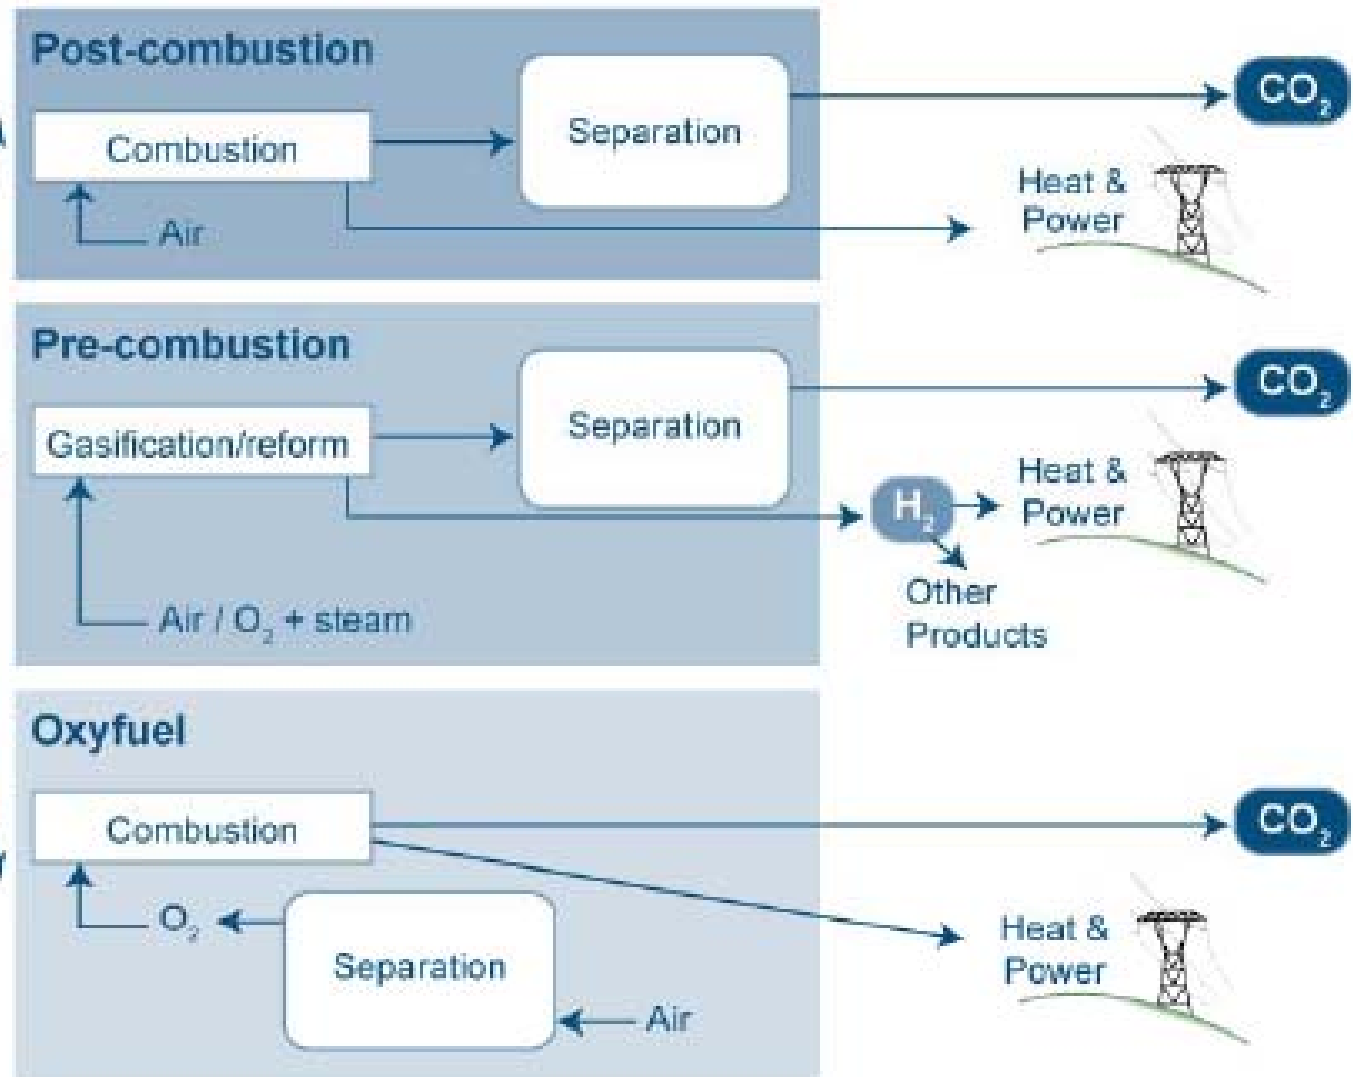 Post-combustion
Combustion
Separation
Air
CO₂
Heat &
Power
Pre-combustion
Gasification/reform
Separation
Air / O₂ + steam
CO₂
H₂
Heat &
Power
Other
Products
Oxyfuel
Combustion
O₂
Separation
Air
CO₂
Heat &
Power